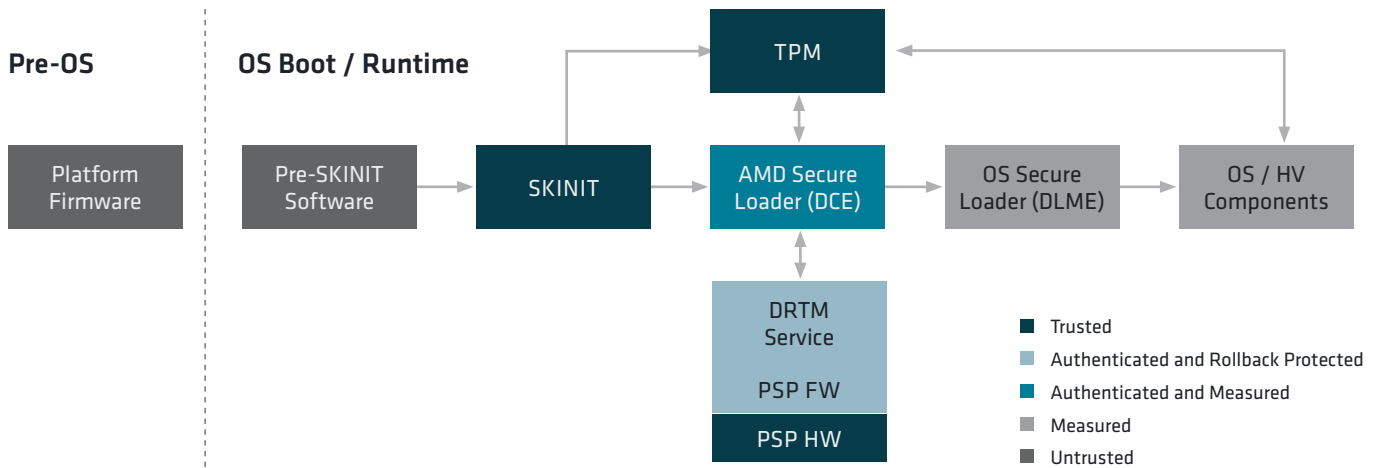 Pre-OS
OS Boot / Runtime
TPM
Platform
Firmware
Pre-SKINIT
Software
SKINIT
AMD Secure
Loader (DCE)
OS Secure
Loader (DLME)
OS / HV
Components
DRTM
Service
PSP FW
PSP HW
Trusted
Authenticated and Rollback Protected
Authenticated and Measured
Measured
Untrusted